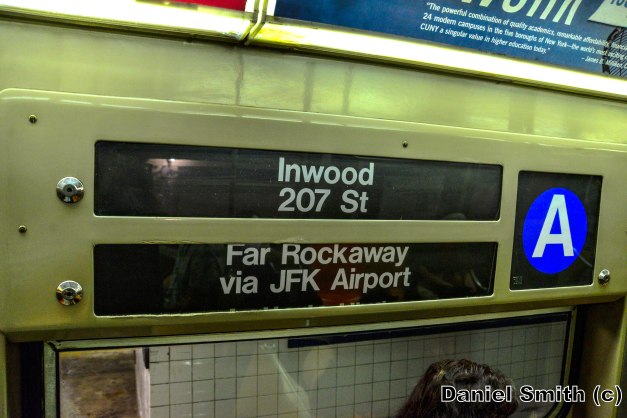 "The powerful combination of quality academics, remarkable affordability, financial
24 modern campuses in the five boroughs of New York—the world's most exciting
CUNY a singular value in higher education today."
Inwood
207 St
A
Far Rockaway
via JFK Airport
Daniel Smith (c)